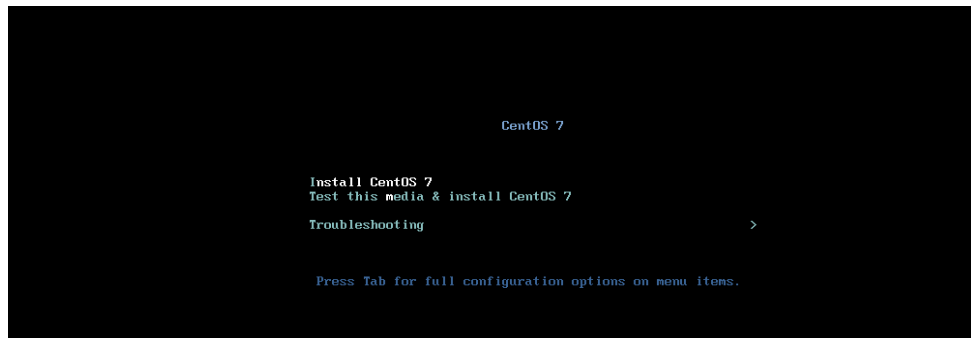 CentOS 7
Install CentOS 7
Test this media & install CentOS 7
Troubleshooting >
Press Tab for full configuration options on menu items.